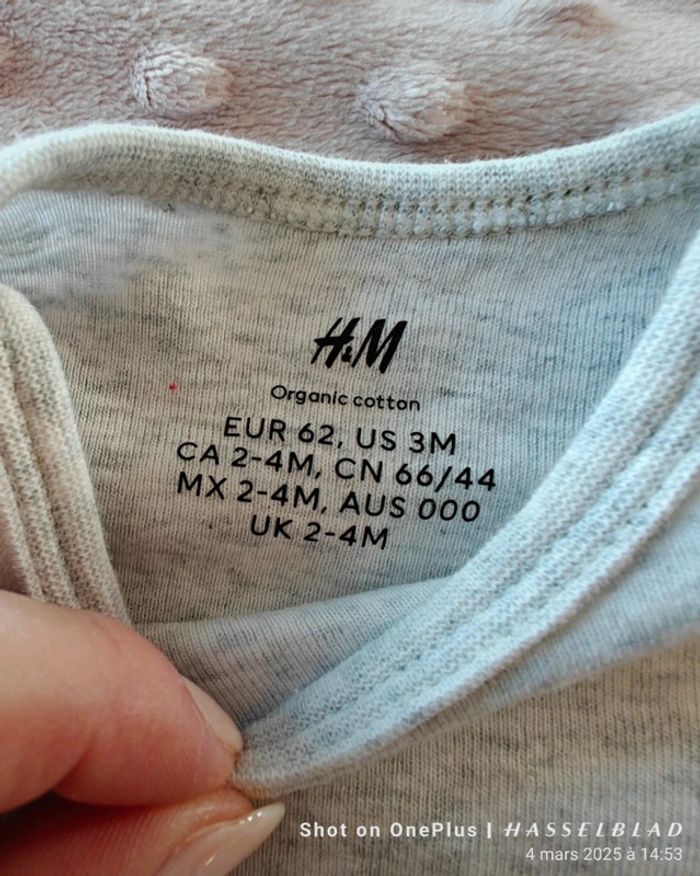 H&M
Organic cotton
EUR 62, US 3M
CA 2-4M, CN 66/44
MX 2-4M, AUS 000
UK 2-4M
Shot on OnePlus | HASSELBLAD
4 mars 2025 à 14:53